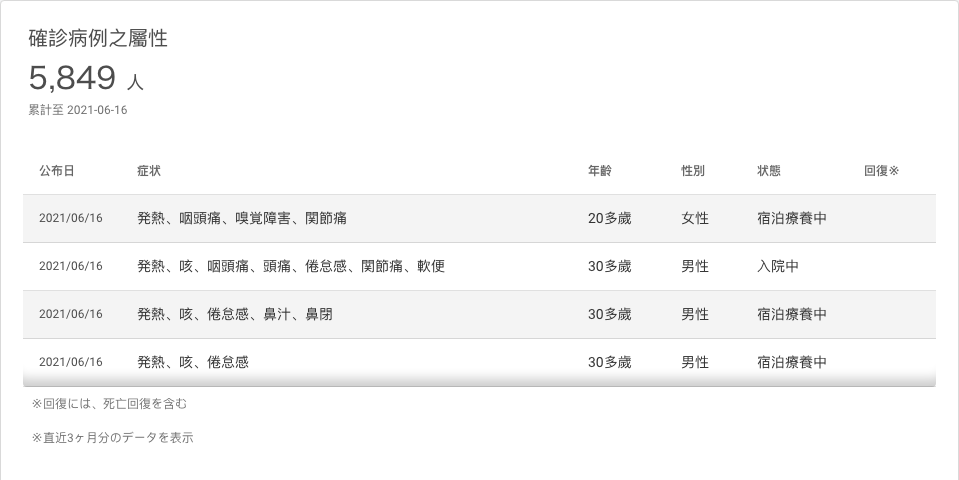 確診病例之屬性
5,849 人
累計至 2021-06-16
公布日 症状 年齢 性別 状態 回復※
2021/06/16 発熱、咽頭痛、嗅覚障害、関節痛 20多歲 女性 宿泊療養中
2021/06/16 発熱、咳、咽頭痛、頭痛、倦怠感、関節痛、軟便 30多歲 男性 入院中
2021/06/16 発熱、咳、倦怠感、鼻汁、鼻閉 30多歲 男性 宿泊療養中
2021/06/16 発熱、咳、倦怠感 30多歲 男性 宿泊療養中
※回復には、死亡回復を含む
※直近3ヶ月分のデータを表示